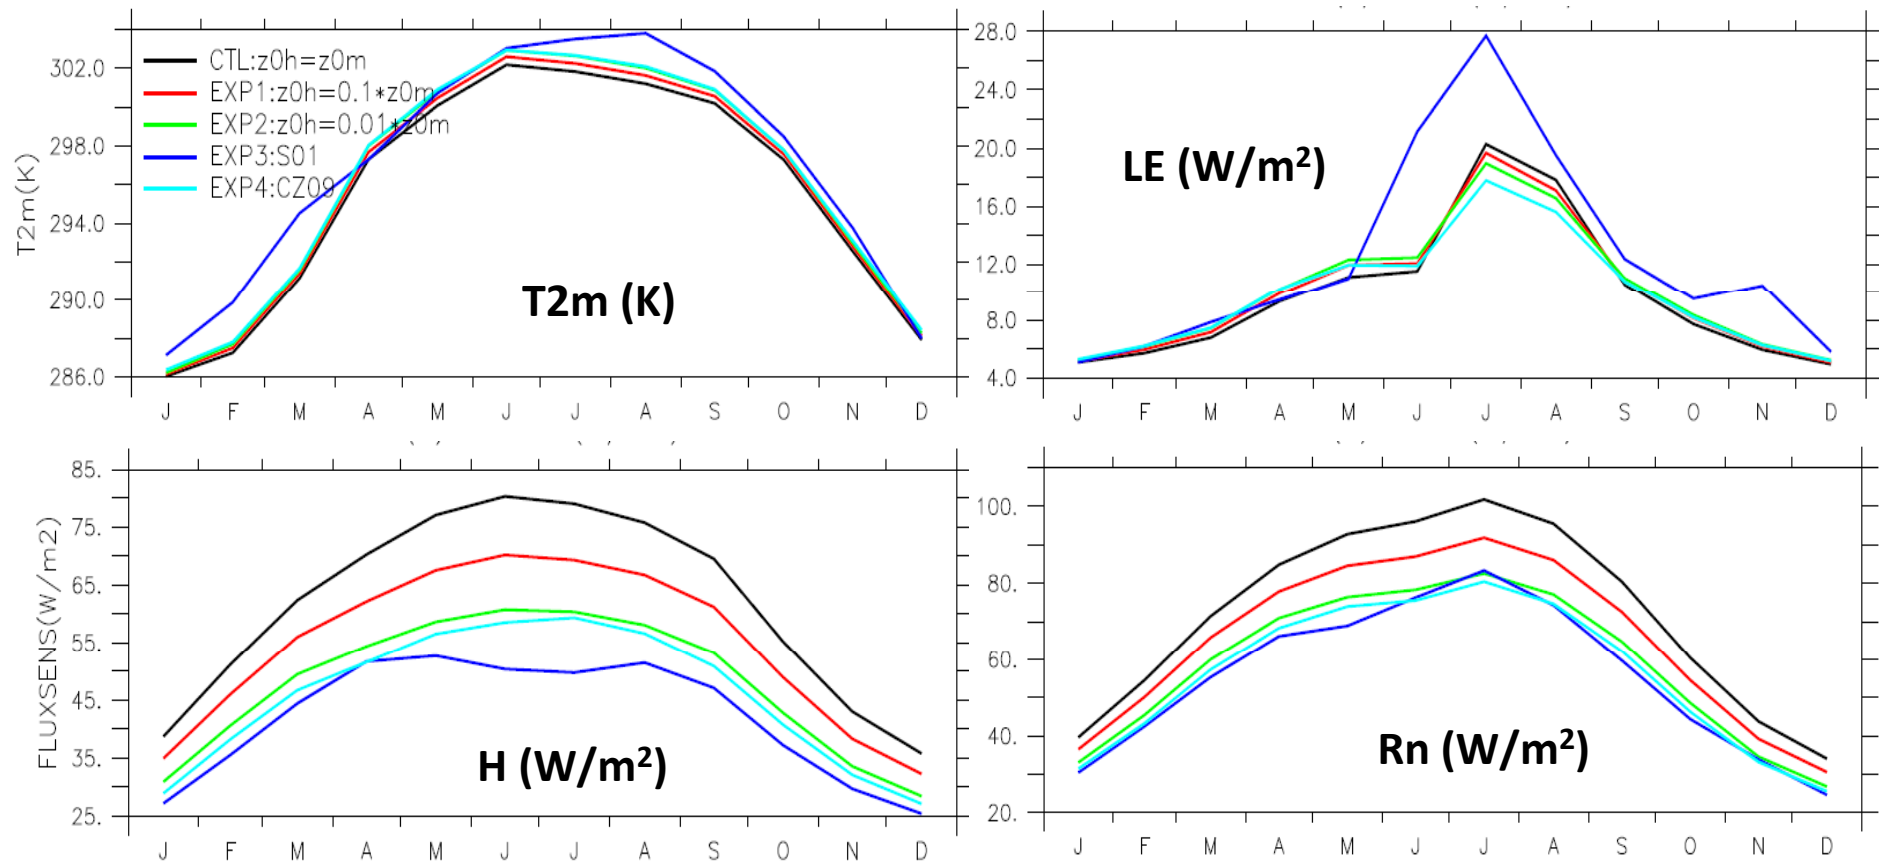 302.0
298.0
294.0
290.0
286.0
T2m(K)
CTL:z0h=z0m
EXP1:z0h=0.1*z0m
EXP2:z0h=0.01*z0m
EXP3:S01
EXP4:CZ09
T2m (K)
J F M A M J J A S O N D
28.0
24.0
20.0
16.0
12.0
8.0
4.0
LE (W/m²)
J F M A M J J A S O N D
85.
75.
65.
55.
45.
35.
25.
FLUXSENS(W/m2)
H (W/m²)
J F M A M J J A S O N D
100.
80.
60.
40.
20.
Rn (W/m²)
J F M A M J J A S O N D